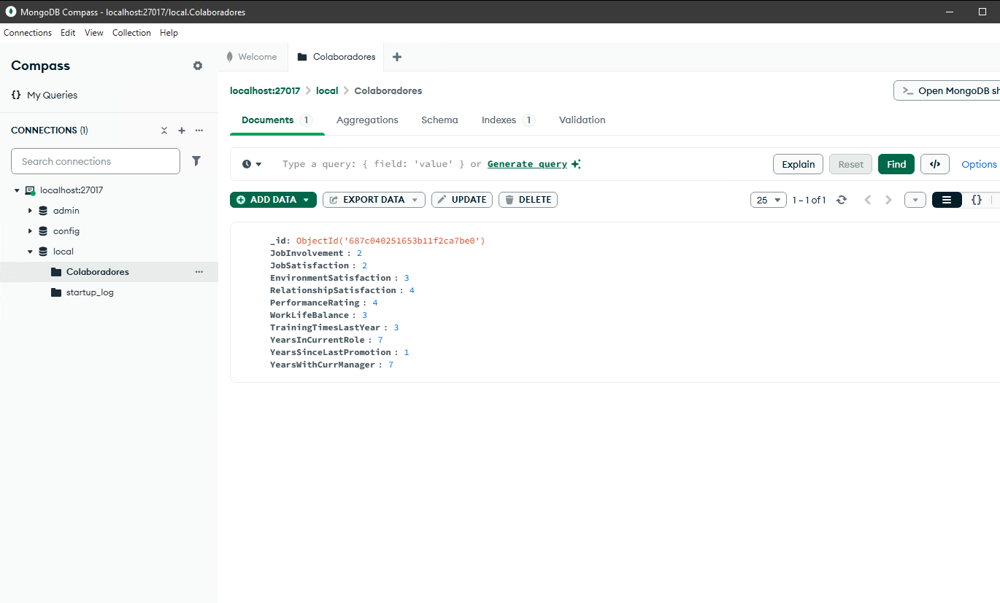 MongoDB Compass - localhost:27017/local.Colaboradores
Connections Edit View Collection Help
Compass
{} My Queries
CONNECTIONS (1)
Search connections
localhost:27017
admin
config
local
Colaboradores
startup_log
Welcome
Colaboradores
localhost:27017 > local > Colaboradores
>_ Open MongoDB sh
Documents 1 Aggregations Schema Indexes 1 Validation
Type a query: { field: 'value' } or Generate query
Explain Reset Find </> Options
ADD DATA EXPORT DATA UPDATE DELETE
25 1 – 1 of 1 {}
_id: ObjectId('687c040251653b11f2ca7be0')
JobInvolvement : 2
JobSatisfaction : 2
EnvironmentSatisfaction : 3
RelationshipSatisfaction : 4
PerformanceRating : 4
WorkLifeBalance : 3
TrainingTimesLastYear : 3
YearsInCurrentRole : 7
YearsSinceLastPromotion : 1
YearsWithCurrManager : 7